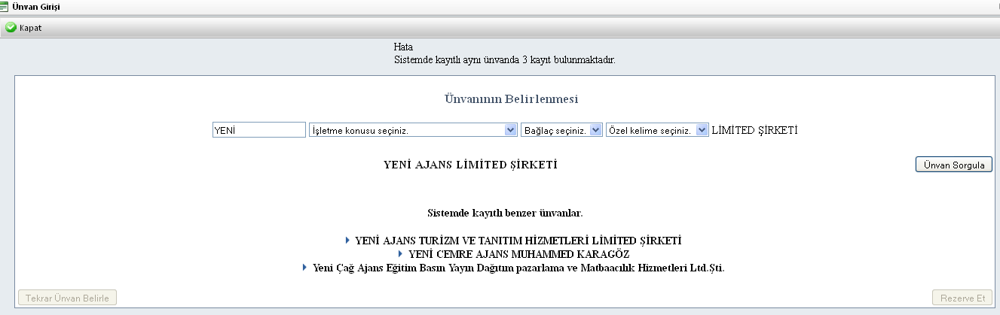 Ünvan Girişi
Kapat
Hata
Sistemde kayıtlı aynı ünvanda 3 kayıt bulunmaktadır.
Ünvanının Belirlenmesi
YENİ İşletme konusu seçiniz. Bağlaç seçiniz. Özel kelime seçiniz. LİMİTED ŞİRKETİ
YENİ AJANS LİMİTED ŞİRKETİ Ünvan Sorgula
Sistemde kayıtlı benzer ünvanlar.
YENİ AJANS TURİZM VE TANITIM HİZMETLERİ LİMİTED ŞİRKETİ
YENİ CEMRE AJANS MUHAMMED KARAGÖZ
Yeni Çağ Ajans Eğitim Basın Yayın Dağıtım pazarlama ve Matbaacılık Hizmetleri Ltd.Şti.
Tekrar Ünvan Belirle Rezerve Et